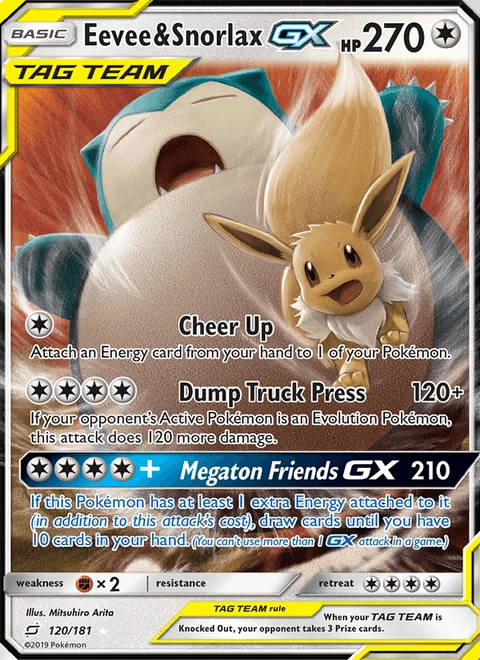 BASIC Eevee&Snorlax GX HP270
TAG TEAM
Cheer Up
Attach an Energy card from your hand to 1 of your Pokémon.
Dump Truck Press 120+
If your opponent's Active Pokémon is an Evolution Pokémon,
this attack does 120 more damage.
+ Megaton Friends GX 210
If this Pokémon has at least 1 extra Energy attached to it
(in addition to this attack's cost), draw cards until you have
10 cards in your hand. (You can't use more than 1 GX attack in a game.)
weakness ×2 resistance retreat
Illus. Mitsuhiro Arita
TAG TEAM rule
When your TAG TEAM is
Knocked Out, your opponent takes 3 Prize cards.
120/181
©2019 Pokémon